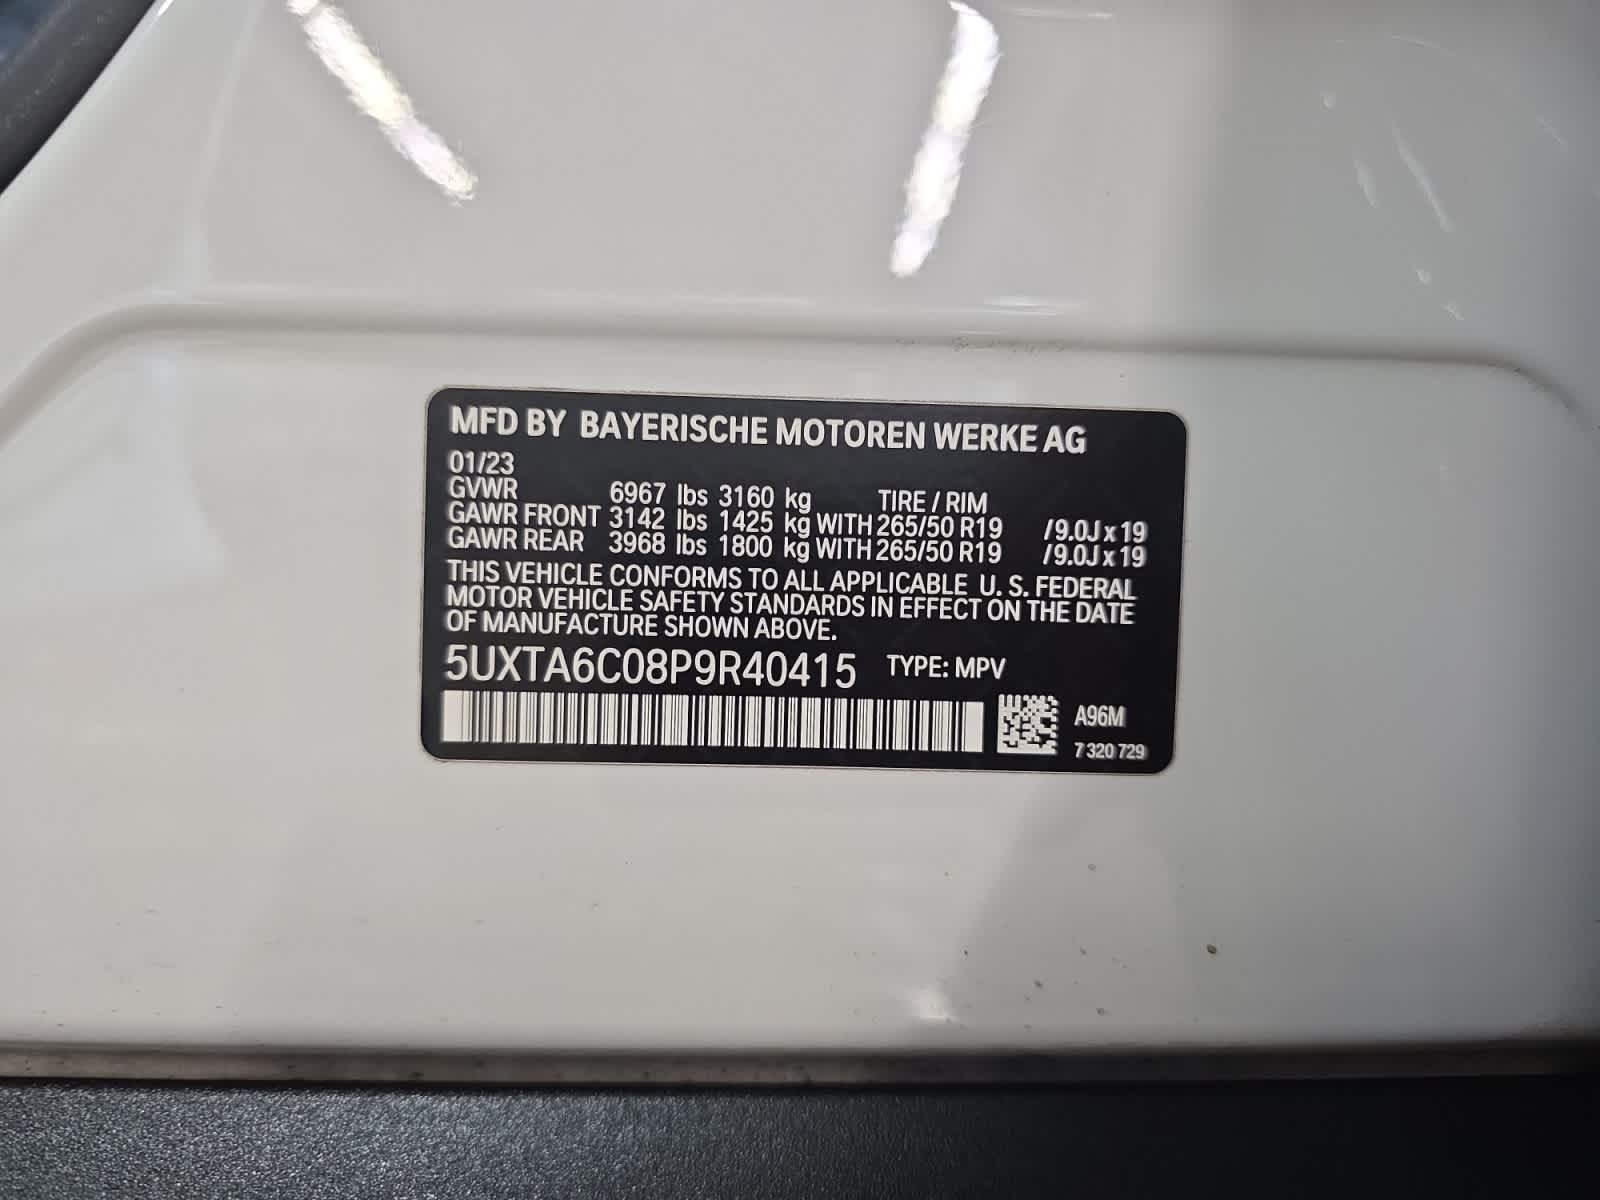 MFD BY BAYERISCHE MOTOREN WERKE AG
01/23
GVWR 6967 lbs 3160 kg TIRE / RIM
GAWR FRONT 3142 lbs 1425 kg WITH 265/50 R19 /9.0J x 19
GAWR REAR 3968 lbs 1800 kg WITH 265/50 R19 /9.0J x 19
THIS VEHICLE CONFORMS TO ALL APPLICABLE U. S. FEDERAL
MOTOR VEHICLE SAFETY STANDARDS IN EFFECT ON THE DATE
OF MANUFACTURE SHOWN ABOVE.
5UXTA6C08P9R40415 TYPE: MPV
A96M
7 320 729